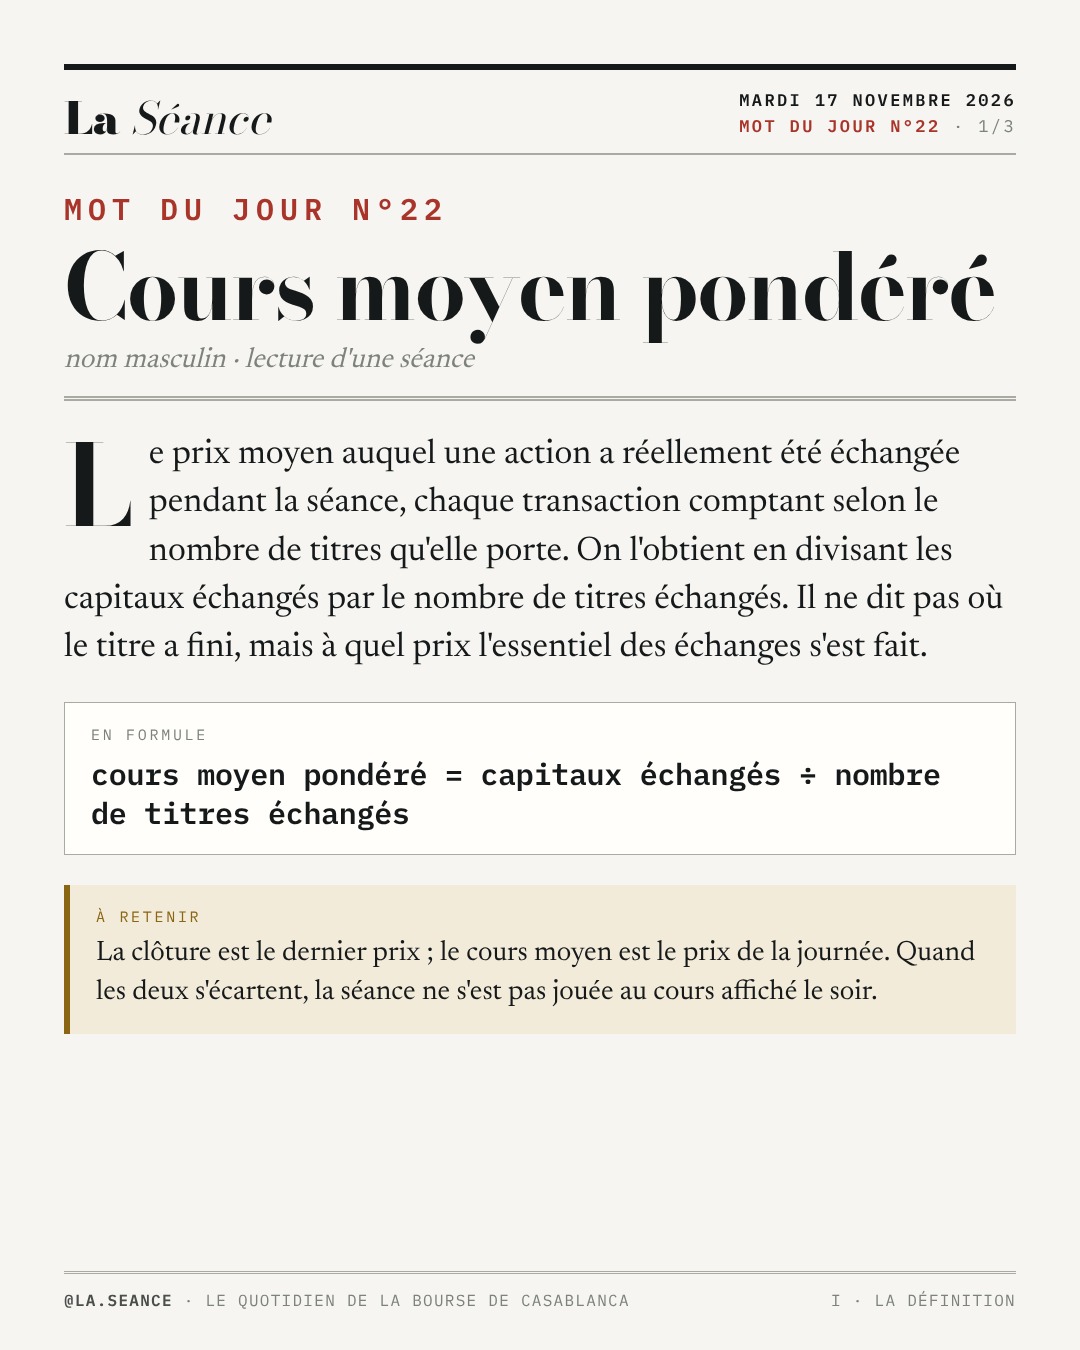 La Séance
MARDI 17 NOVEMBRE 2026
MOT DU JOUR N°22 · 1/3
MOT DU JOUR N°22
Cours moyen pondéré
nom masculin · lecture d'une séance
Le prix moyen auquel une action a réellement été échangée
pendant la séance, chaque transaction comptant selon le
nombre de titres qu'elle porte. On l'obtient en divisant les
capitaux échangés par le nombre de titres échangés. Il ne dit pas où
le titre a fini, mais à quel prix l'essentiel des échanges s'est fait.
EN FORMULE
cours moyen pondéré = capitaux échangés ÷ nombre
de titres échangés
À RETENIR
La clôture est le dernier prix ; le cours moyen est le prix de la journée. Quand
les deux s'écartent, la séance ne s'est pas jouée au cours affiché le soir.
@LA.SEANCE · LE QUOTIDIEN DE LA BOURSE DE CASABLANCA
I · LA DÉFINITION